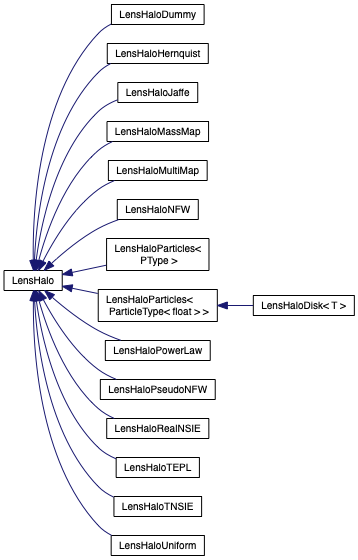 LensHaloDummy
LensHaloHernquist
LensHaloJaffe
LensHaloMassMap
LensHaloMultiMap
LensHaloNFW
LensHaloParticles<
PType >
LensHalo
LensHaloParticles<
ParticleType< float > >
LensHaloDisk< T >
LensHaloPowerLaw
LensHaloPseudoNFW
LensHaloRealNSIE
LensHaloTEPL
LensHaloTNSIE
LensHaloUniform